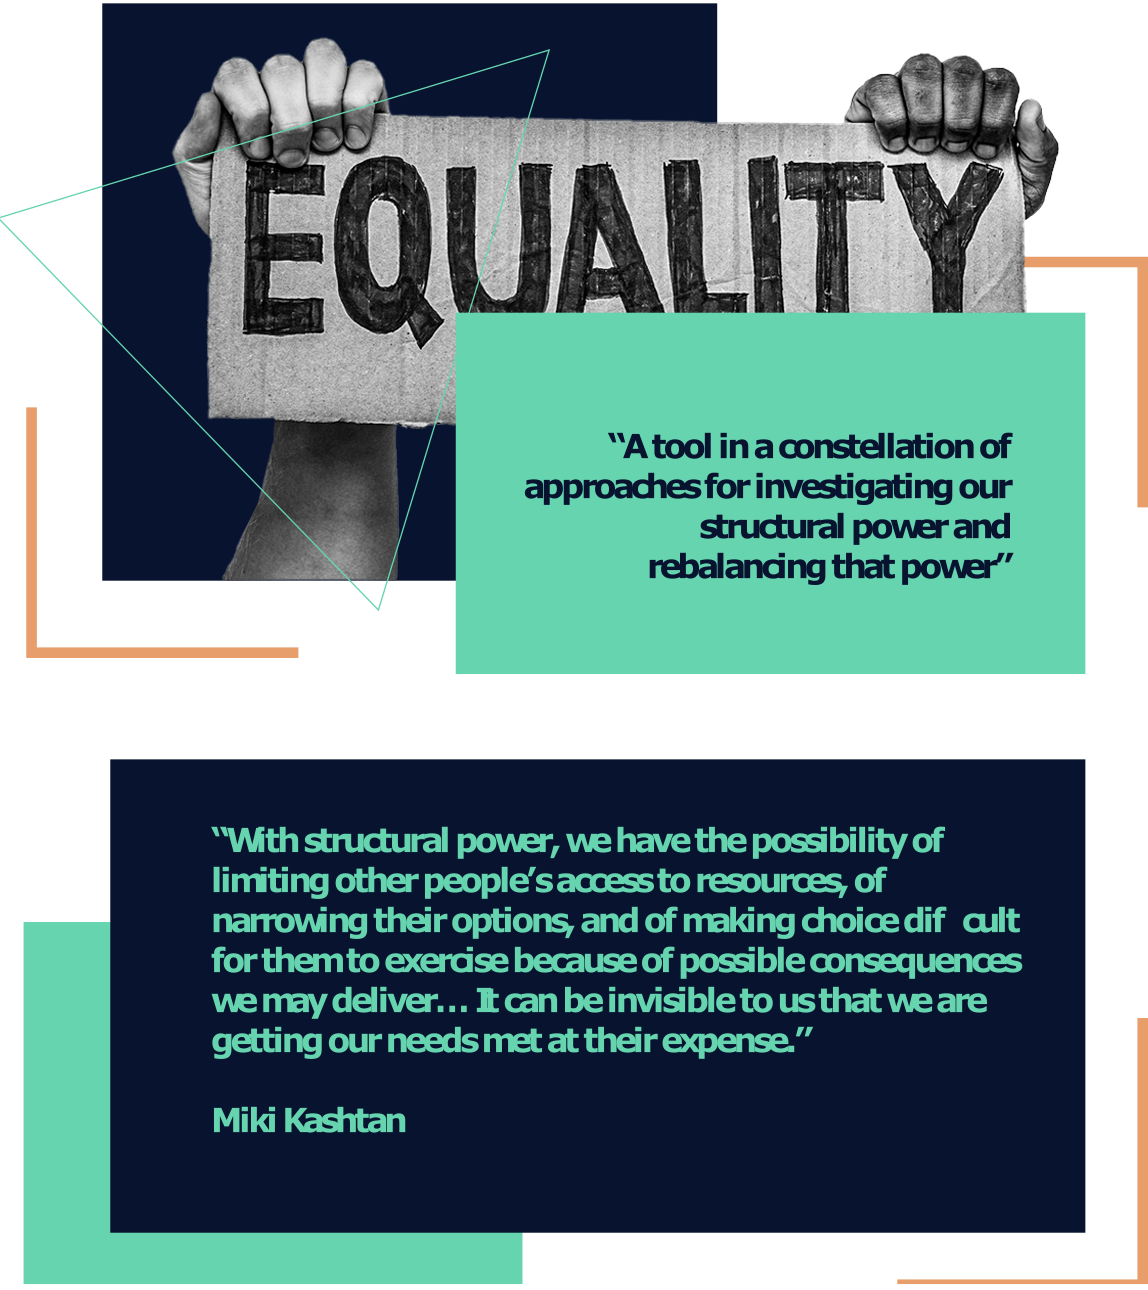 EQUALITY
“A tool in a constellation of
approaches for investigating our
structural power and
rebalancing that power”
“With structural power, we have the possibility of
limiting other people’s access to resources, of
narrowing their options, and of making choice dif cult
for them to exercise because of possible consequences
we may deliver… It can be invisible to us that we are
getting our needs met at their expense.”
Miki Kashtan